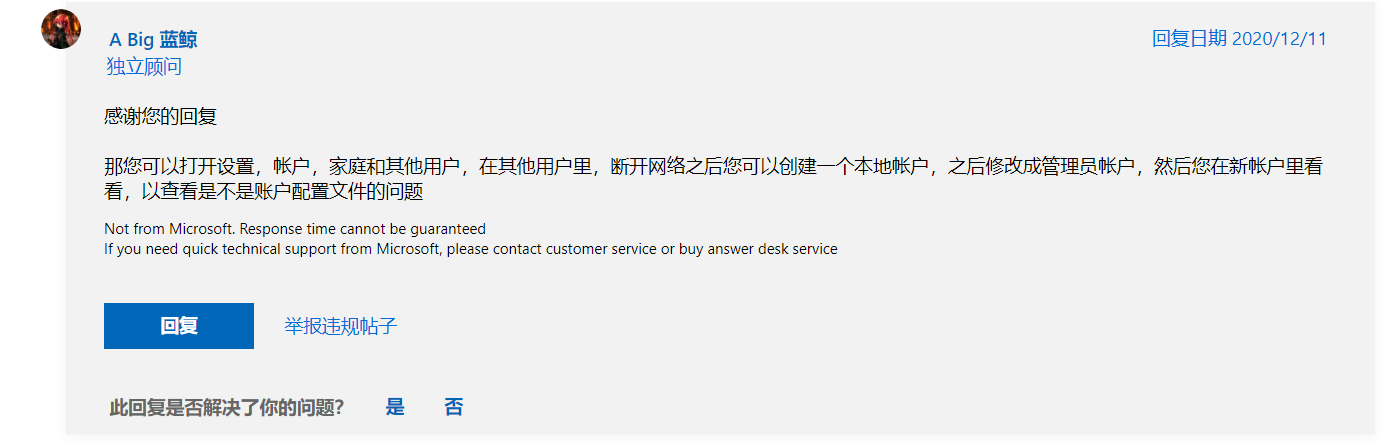 A Big 蓝鲸
回复日期 2020/12/11
独立顾问
感谢您的回复
那您可以打开设置，帐户，家庭和其他用户，在其他用户里，断开网络之后您可以创建一个本地帐户，之后修改成管理员帐户，然后您在新帐户里看
看，以查看是不是账户配置文件的问题
Not from Microsoft. Response time cannot be guaranteed
If you need quick technical support from Microsoft, please contact customer service or buy answer desk service
回复
举报违规帖子
此回复是否解决了你的问题?
是
否